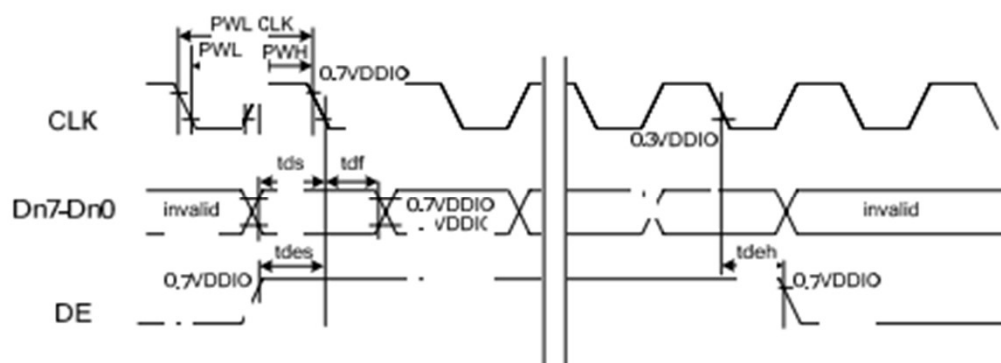 PWL CLK
PWL PWH
0.7VDDIO
CLK
0.3VDDIO
tds tdf
Dn7-Dn0 invalid 0.7VDDIO invalid
tdes tdeh
0.7VDDIO 0.7VDDIO
DE